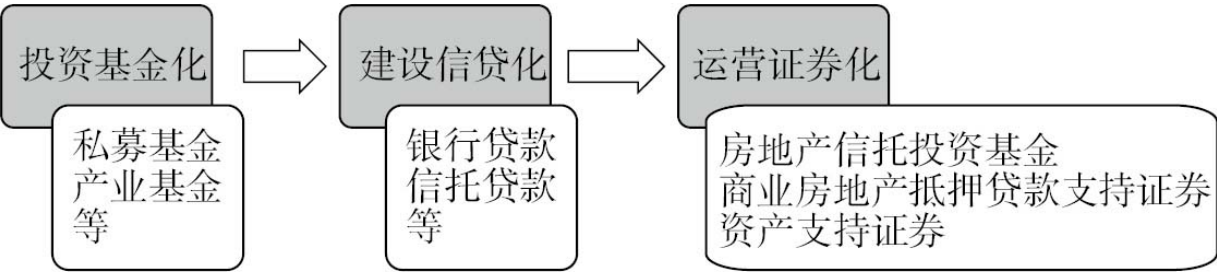 投资基金化
私募基金
产业基金
等
建设信贷化
银行贷款
信托贷款
等
运营证券化
房地产信托投资基金
商业房地产抵押贷款支持证券
资产支持证券